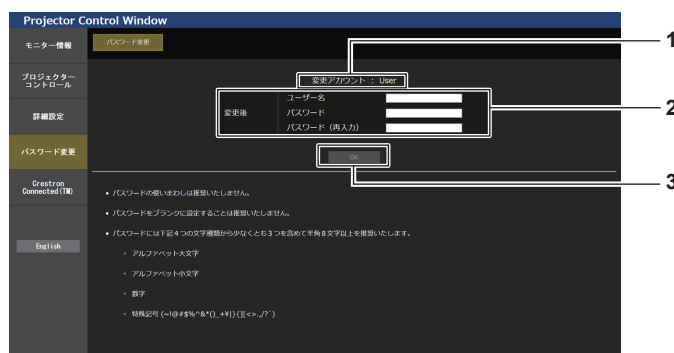 Projector Control Window
モニター情報
プロジェクター
コントロール
詳細設定
パスワード変更
Crestron
Connected(TM)
English
パスワード変更
変更アカウント : User
変更後
ユーザー名
パスワード
パスワード (再入力)
OK
• パスワードの使いまわしは推奨いたしません。
• パスワードをブランクに設定することは推奨いたしません。
• パスワードには下記４つの文字種類から少なくとも３つを含めて半角８文字以上を推奨いたします。
◦ アルファベット大文字
◦ アルファベット小文字
◦ 数字
◦ 特殊記号 (~!@#$%^&*()_+¥|}{][<>.,/?`)
1
2
3